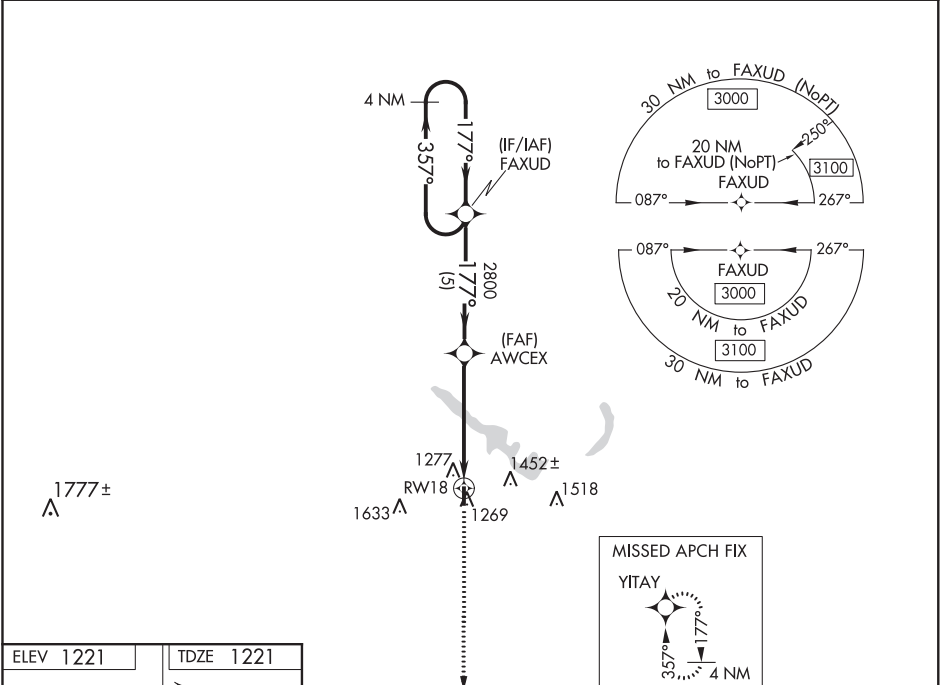 4 NM
357°
177°
(IF/IAF)
FAXUD
2800
177°
(5)
(FAF)
AWCEX
30 NM to FAXUD (NoPT)
3000
250°
20 NM
to FAXUD (NoPT)
3100
FAXUD
087°
267°
087°
267°
FAXUD
3000
20 NM to FAXUD
3100
30 NM to FAXUD
1777 ±
1277
1452 ±
RW18
1518
1633
1269
MISSED APCH FIX
YITAY
177°
357°
4 NM
ELEV 1221
TDZE 1221